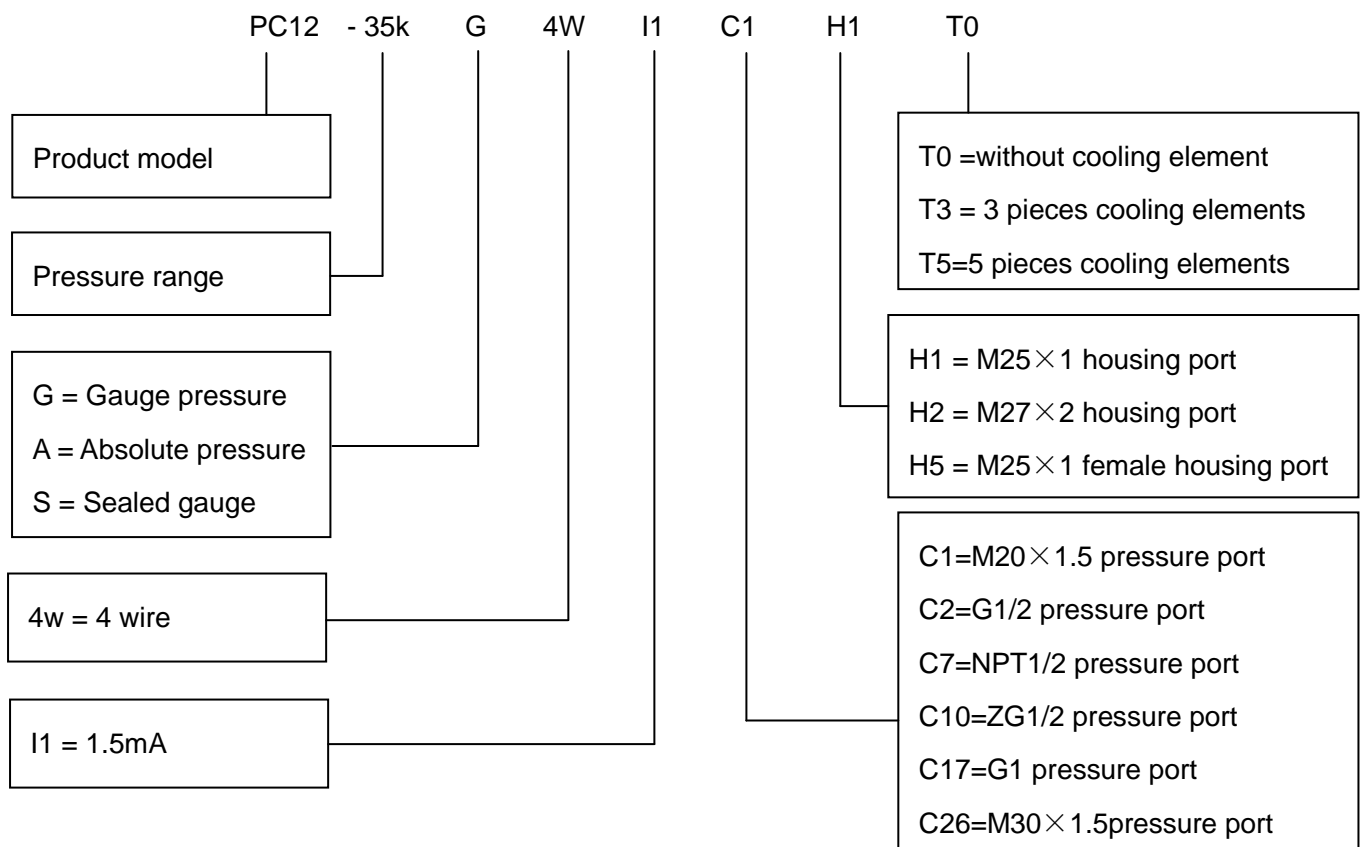 PC12 - 35k G 4W I1 C1 H1 T0
Product model
Pressure range
G = Gauge pressure
A = Absolute pressure
S = Sealed gauge
4w = 4 wire
I1 = 1.5mA
T0 =without cooling element
T3 = 3 pieces cooling elements
T5=5 pieces cooling elements
H1 = M25×1 housing port
H2 = M27×2 housing port
H5 = M25×1 female housing port
C1=M20×1.5 pressure port
C2=G1/2 pressure port
C7=NPT1/2 pressure port
C10=ZG1/2 pressure port
C17=G1 pressure port
C26=M30×1.5pressure port